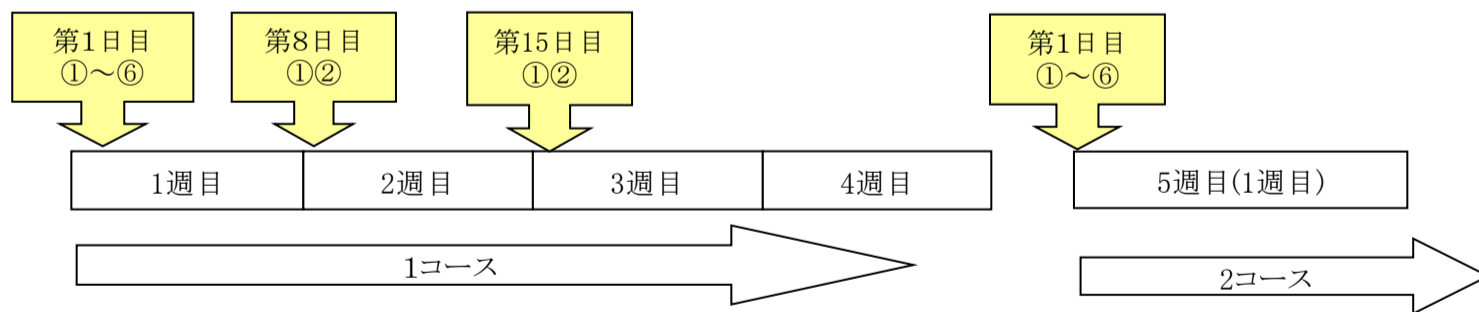 第1日目
①～⑥
第8日目
①②
第15日目
①②
第1日目
①～⑥
1週目
2週目
3週目
4週目
5週目(1週目)
1コース
2コース